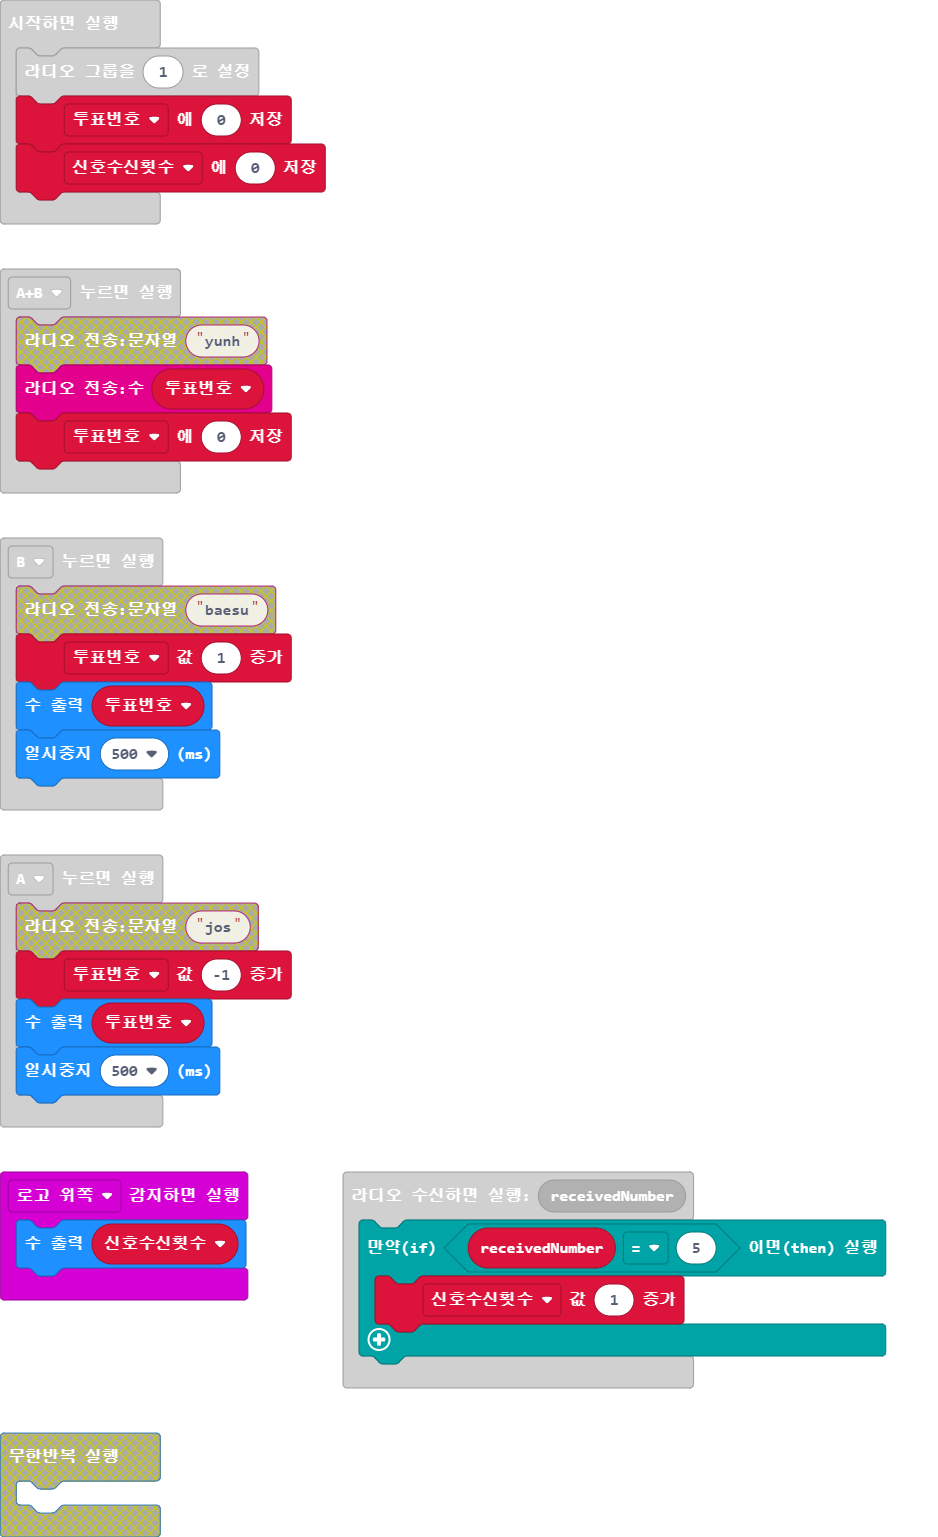 시작하면 실행
라디오 그룹을 1 로 설정
투표번호 에 0 저장
신호수신횟수 에 0 저장
A+B 누르면 실행
라디오 전송:문자열 "yunh"
라디오 전송:수 투표번호
투표번호 에 0 저장
B 누르면 실행
라디오 전송:문자열 "baesu"
투표번호 값 1 증가
수 출력 투표번호
일시중지 500 (ms)
A 누르면 실행
라디오 전송:문자열 "jos"
투표번호 값 -1 증가
수 출력 투표번호
일시중지 500 (ms)
로고 위쪽 감지하면 실행
수 출력 신호수신횟수
라디오 수신하면 실행: receivedNumber
만약(if) receivedNumber = 5 이면(then) 실행
신호수신횟수 값 1 증가
무한반복 실행